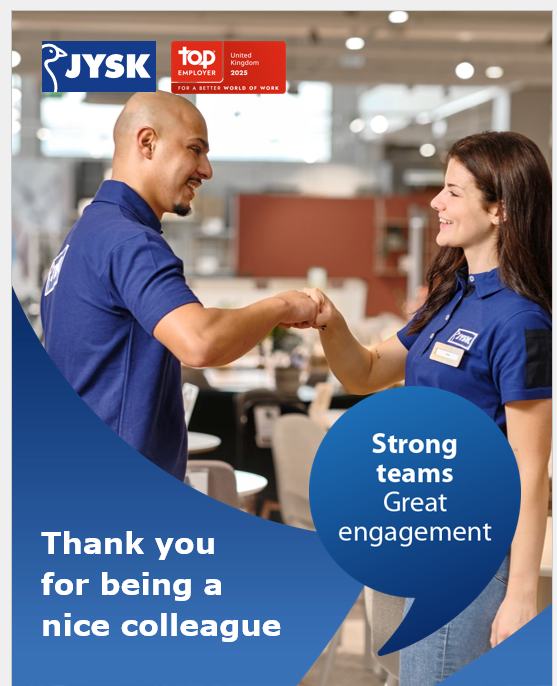 JYSK
top
EMPLOYER
United
Kingdom
2025
FOR A BETTER WORLD OF WORK
JYSK
Strong
teams
Great
engagement
Thank you
for being a
nice colleague